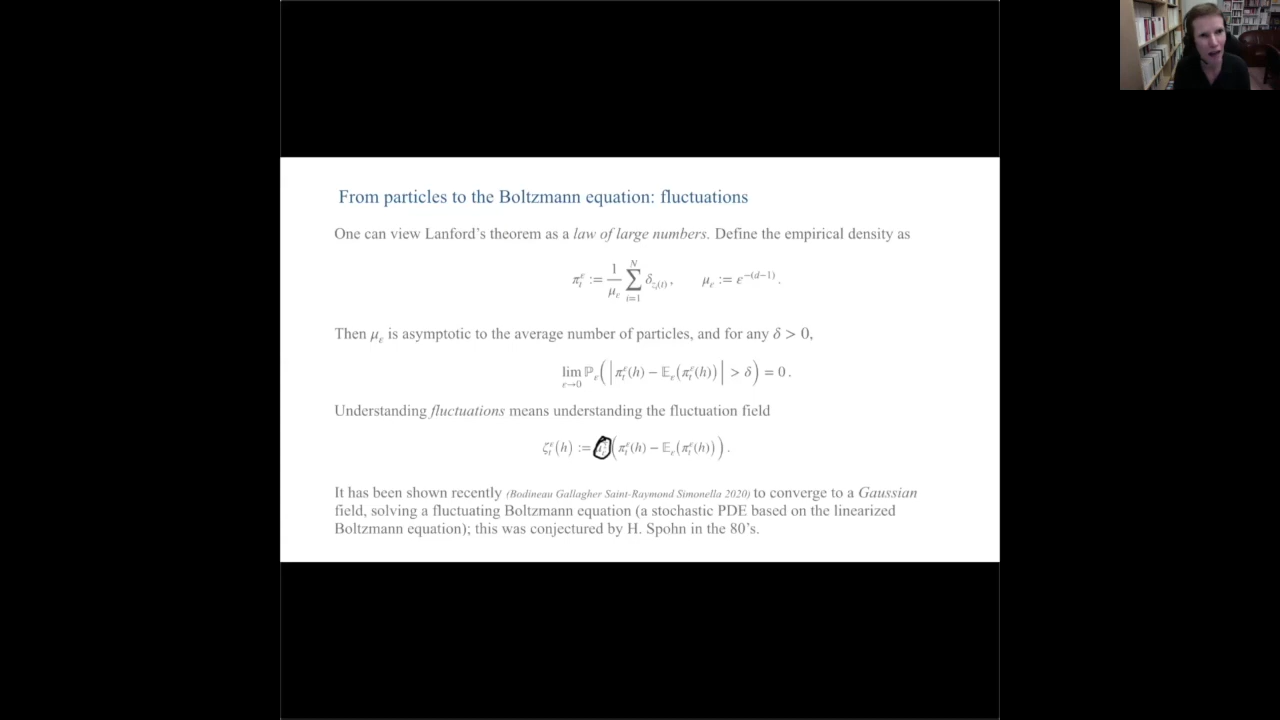 From particles to the Boltzmann equation: fluctuations
One can view Lanford's theorem as a law of large numbers. Define the empirical density as
π_t^ε := 1/μ_ε ∑_{i=1}^N δ_{z_i(t)} ,   μ_ε := ε^{-(d-1)} .
Then μ_ε is asymptotic to the average number of particles, and for any δ > 0,
lim_{ε→0} ℙ_ε( | π_t^ε(h) − 𝔼_ε(π_t^ε(h)) | > δ ) = 0 .
Understanding fluctuations means understanding the fluctuation field
ζ_t^ε(h) := ( π_t^ε(h) − 𝔼_ε(π_t^ε(h)) ) .
It has been shown recently (Bodineau Gallagher Saint-Raymond Simonella 2020) to converge to a Gaussian
field, solving a fluctuating Boltzmann equation (a stochastic PDE based on the linearized
Boltzmann equation); this was conjectured by H. Spohn in the 80's.